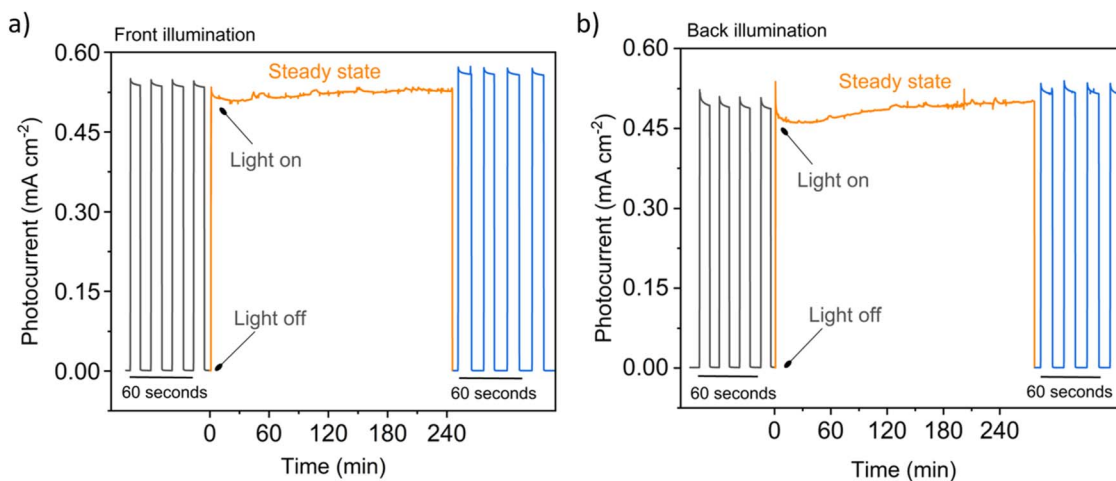 a)
Front illumination
0.60
0.45
0.30
0.15
0.00
Photocurrent (mA cm-2)
Steady state
Light on
Light off
60 seconds
60 seconds
0 60 120 180 240
Time (min)
b)
Back illumination
0.60
0.45
0.30
0.15
0.00
Photocurrent (mA cm-2)
Steady state
Light on
Light off
60 seconds
60 seconds
0 60 120 180 240
Time (min)